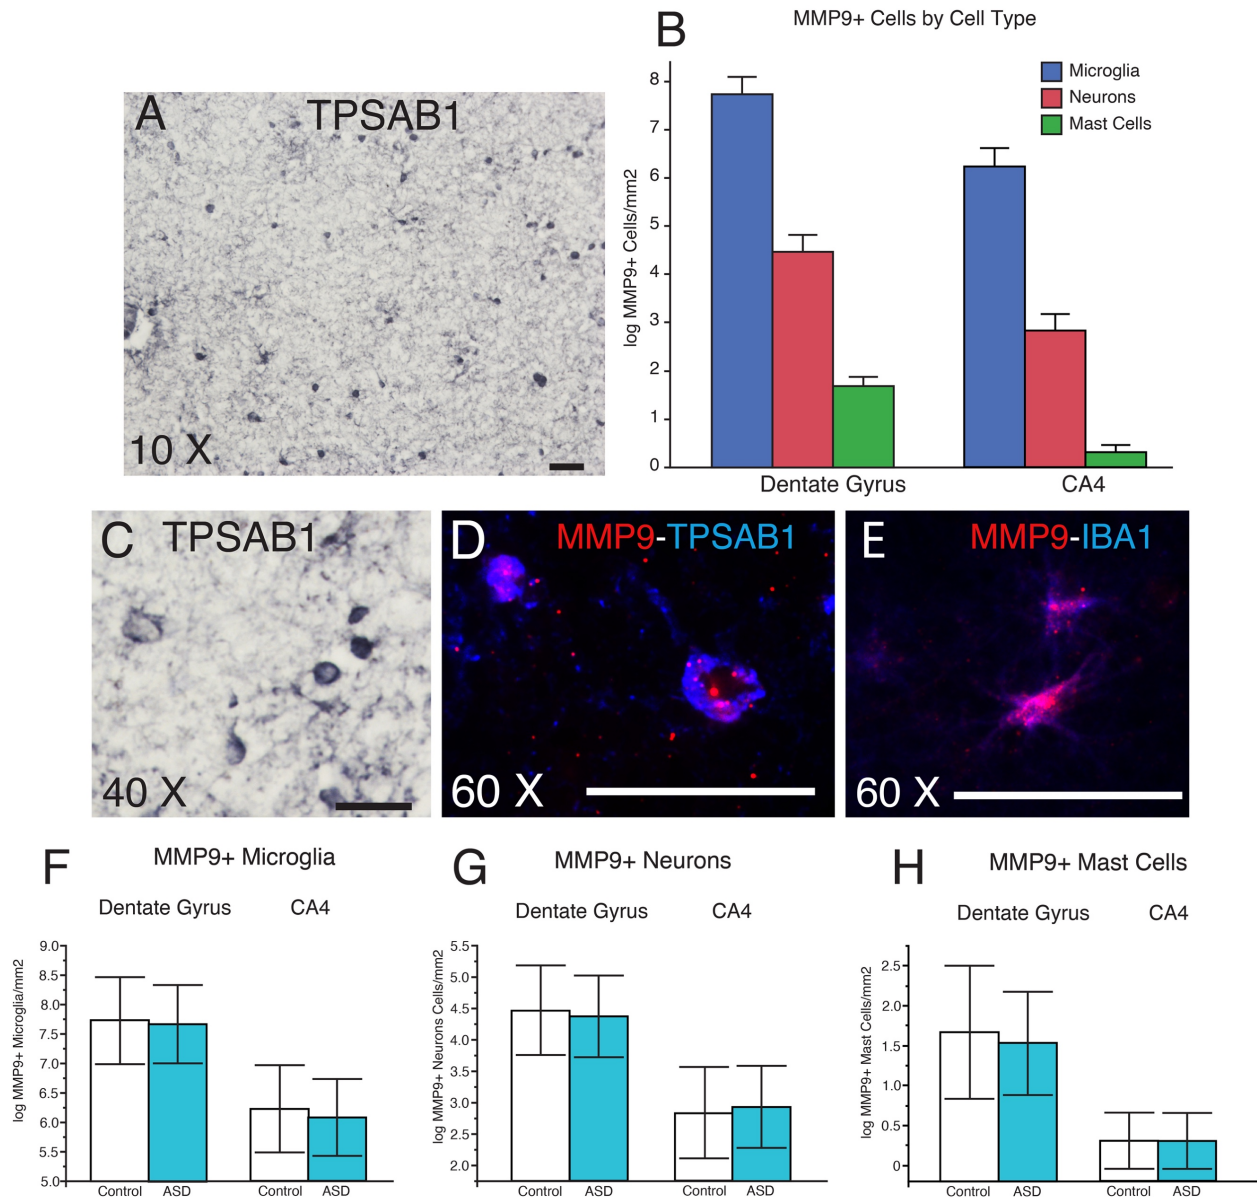 A
TPSAB1
10 X
B
MMP9+ Cells by Cell Type
Microglia
Neurons
Mast Cells
log MMP9+ Cells/mm2
8
7
6
5
4
3
2
1
0
Dentate Gyrus
CA4
C
TPSAB1
40 X
D
MMP9-TPSAB1
60 X
E
MMP9-IBA1
60 X
F
MMP9+ Microglia
Dentate Gyrus
CA4
log MMP9+ Microglia/mm2
9.0
8.5
8.0
7.5
7.0
6.5
6.0
5.5
5.0
Control ASD Control ASD
G
MMP9+ Neurons
Dentate Gyrus
CA4
log MMP9+ Neurons Cells/mm2
5.5
5.0
4.5
4.0
3.5
3.0
2.5
2.0
Control ASD Control ASD
H
MMP9+ Mast Cells
Dentate Gyrus
CA4
log MMP9+ Mast Cells/mm2
2.5
2.0
1.5
1.0
0.5
0
Control ASD Control ASD